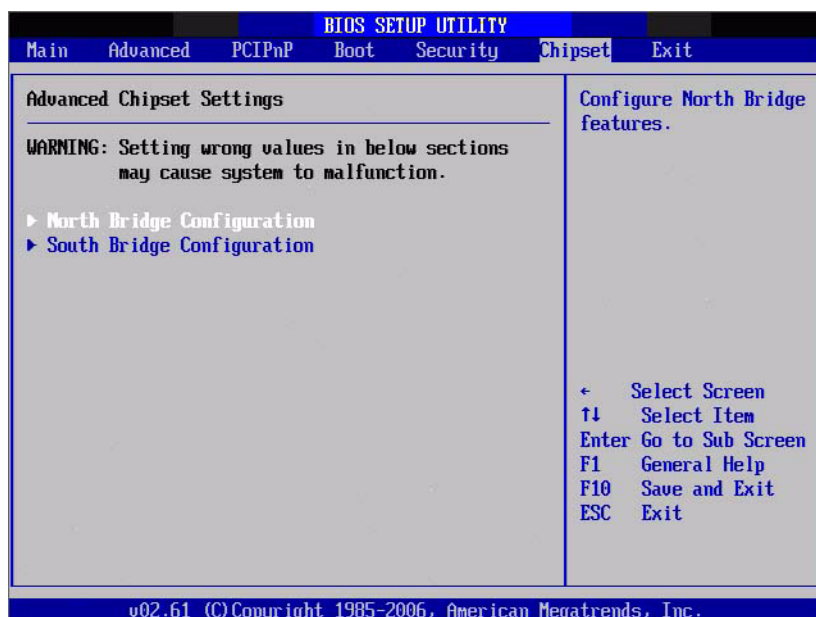 BIOS SETUP UTILITY
Main Advanced PCIPnP Boot Security Chipset Exit
Advanced Chipset Settings
WARNING: Setting wrong values in below sections
may cause system to malfunction.
▶ North Bridge Configuration
▶ South Bridge Configuration
Configure North Bridge
features.
← Select Screen
↑↓ Select Item
Enter Go to Sub Screen
F1 General Help
F10 Save and Exit
ESC Exit
v02.61 (C)Copyright 1985-2006, American Megatrends, Inc.